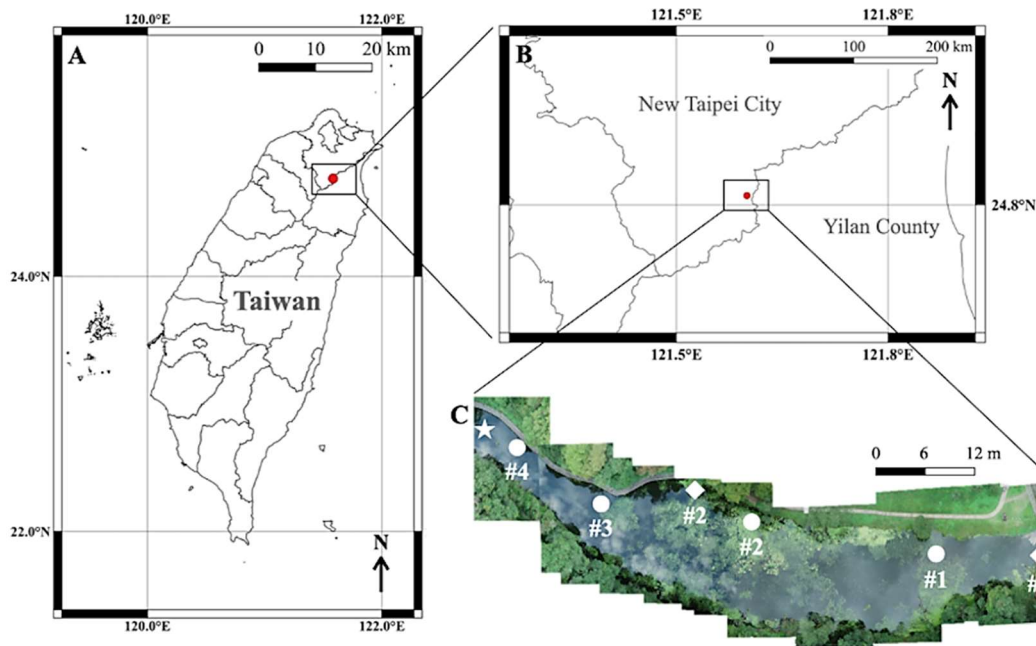 120.0°E 122.0°E
A
0 10 20 km
Taiwan
24.0°N
22.0°N
N
120.0°E 122.0°E
121.5°E 121.8°E
B
0 100 200 km
N
New Taipei City
24.8°N
Yilan County
121.5°E 121.8°E
C
0 6 12 m
#4
#3
#2
#2
#1
#